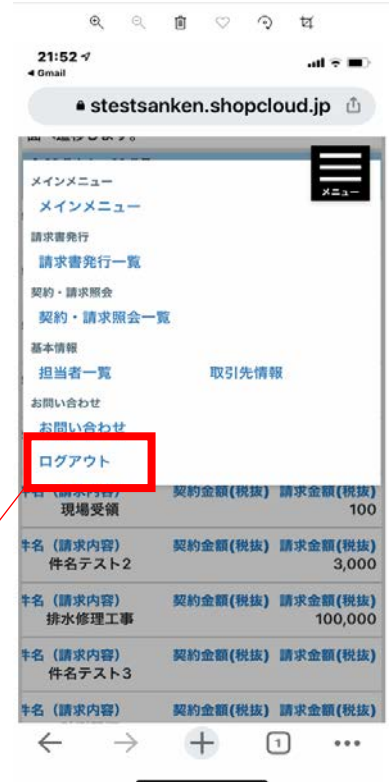 21:52
◀ Gmail
stestsanken.shopcloud.jp
メニュー
メインメニュー
メインメニュー
請求書発行
請求書発行一覧
契約・請求照会
契約・請求照会一覧
基本情報
担当者一覧 取引先情報
お問い合わせ
お問い合わせ
ログアウト
件名（請求内容） 契約金額(税抜) 請求金額(税抜)
現場受領 100
件名（請求内容） 契約金額(税抜) 請求金額(税抜)
件名テスト2 3,000
件名（請求内容） 契約金額(税抜) 請求金額(税抜)
排水修理工事 100,000
件名（請求内容） 契約金額(税抜) 請求金額(税抜)
件名テスト3
件名（請求内容） 契約金額(税抜) 請求金額(税抜)
1